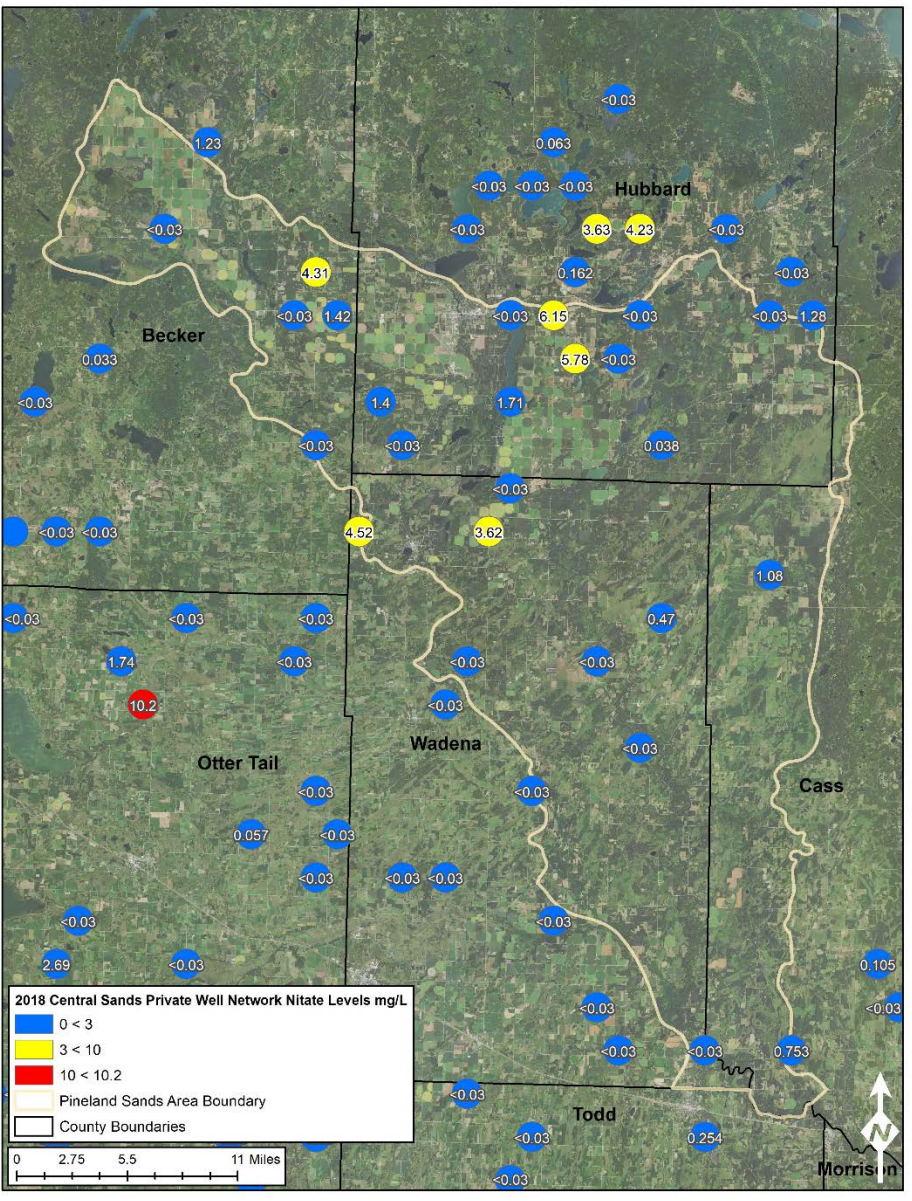 <0.03
1.23
0.063
<0.03 <0.03 <0.03
Hubbard
<0.03 <0.03 3.63 4.23 <0.03
4.31 0.162 <0.03
<0.03 1.42 <0.03 6.15 <0.03 <0.03 1.28
Becker
0.033 5.78 <0.03
<0.03 1.4 1.71
<0.03 <0.03 0.038
<0.03
<0.03 <0.03 4.52 3.62
1.08
<0.03 <0.03 <0.03 0.47
1.74 <0.03 <0.03 <0.03
10.2 <0.03
Wadena <0.03
Otter Tail
Cass
<0.03 <0.03
0.057 <0.03
<0.03 <0.03 <0.03
<0.03 <0.03
2.69 <0.03 0.105
2018 Central Sands Private Well Network Nitate Levels mg/L
0 < 3
3 < 10
10 < 10.2
Pineland Sands Area Boundary
County Boundaries
<0.03 <0.03
<0.03 <0.03 0.753
<0.03
Todd
<0.03 0.254
N
Morrison
<0.03
0 2.75 5.5 11 Miles